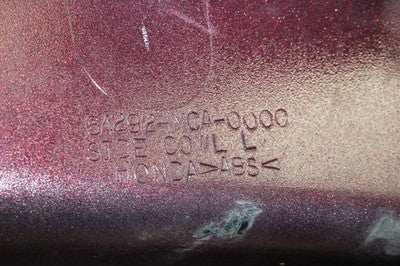 64292-MCA-0000
SIDE COWL L
HONDA >ABS<